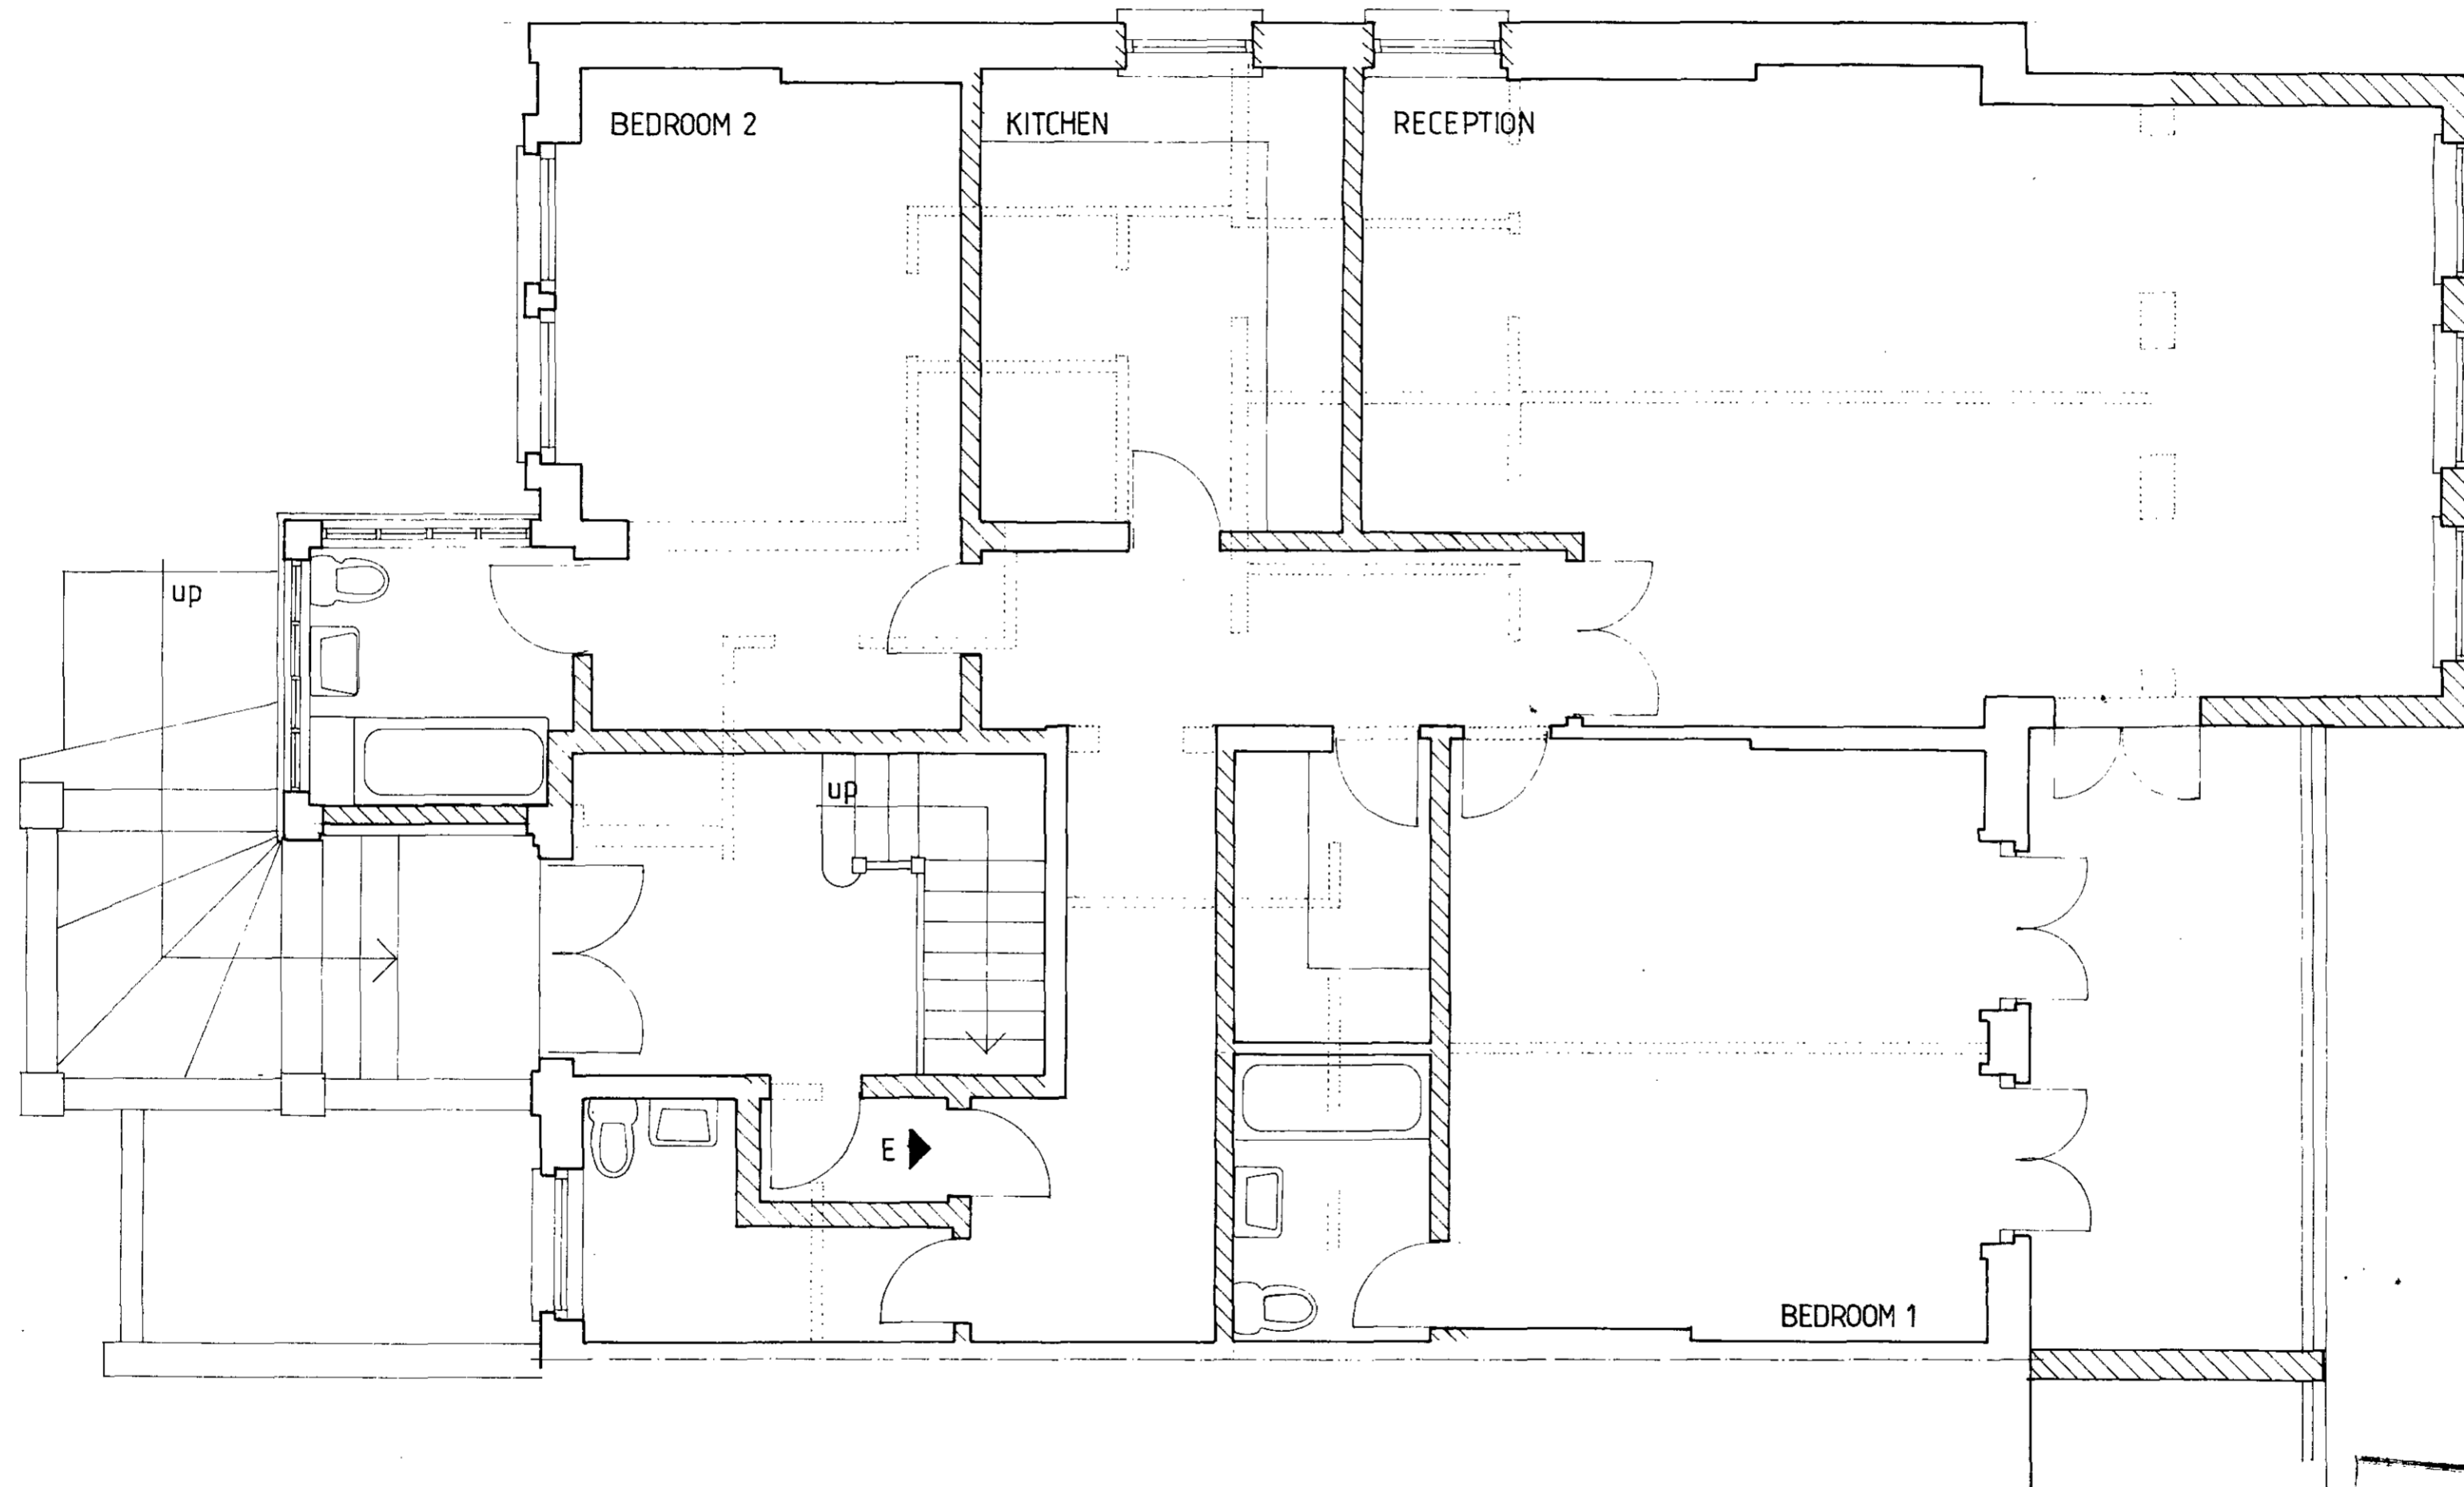 BEDROOM 2
KITCHEN
RECEPTION
up
up
E
BEDROOM 1